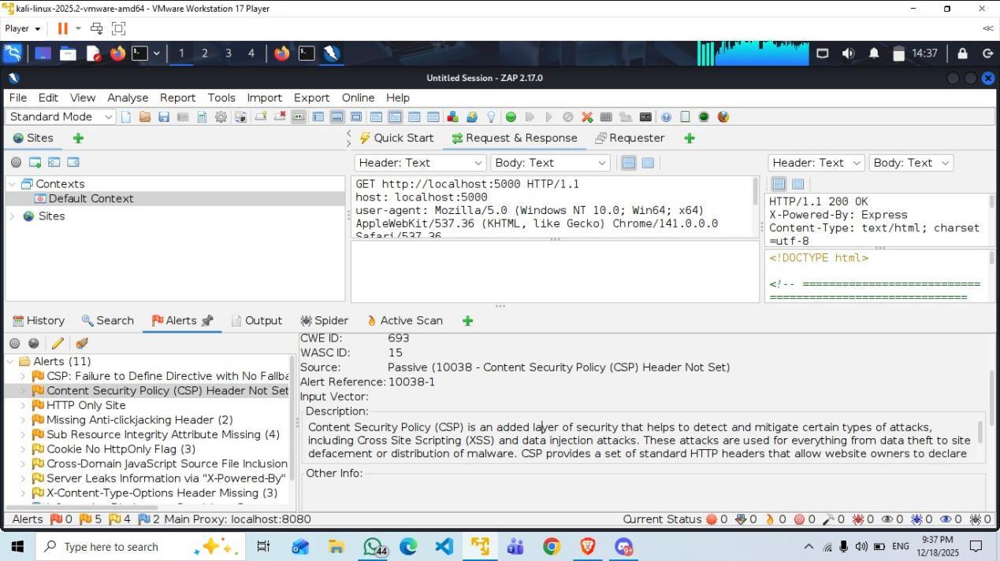 kali-linux-2025.2-vmware-amd64 - VMware Workstation 17 Player
Player
1 2 3 4
14:37
Untitled Session - ZAP 2.17.0
File Edit View Analyse Report Tools Import Export Online Help
Standard Mode
Sites
Quick Start Request & Response Requester
Header: Text Body: Text Header: Text Body: Text
Contexts
Default Context
Sites
GET http://localhost:5000 HTTP/1.1
host: localhost:5000
user-agent: Mozilla/5.0 (Windows NT 10.0; Win64; x64)
AppleWebKit/537.36 (KHTML, like Gecko) Chrome/141.0.0.0
Safari/537.36
HTTP/1.1 200 OK
X-Powered-By: Express
Content-Type: text/html; charset
=utf-8
<!DOCTYPE html>
<!-- ===========================
==============================
History Search Alerts Output Spider Active Scan
Alerts (11)
CSP: Failure to Define Directive with No Fallba
Content Security Policy (CSP) Header Not Set
HTTP Only Site
Missing Anti-clickjacking Header (2)
Sub Resource Integrity Attribute Missing (4)
Cookie No HttpOnly Flag (3)
Cross-Domain JavaScript Source File Inclusion
Server Leaks Information via "X-Powered-By"
X-Content-Type-Options Header Missing (3)
CWE ID: 693
WASC ID: 15
Source: Passive (10038 - Content Security Policy (CSP) Header Not Set)
Alert Reference: 10038-1
Input Vector:
Description:
Content Security Policy (CSP) is an added layer of security that helps to detect and mitigate certain types of attacks,
including Cross Site Scripting (XSS) and data injection attacks. These attacks are used for everything from data theft to site
defacement or distribution of malware. CSP provides a set of standard HTTP headers that allow website owners to declare
Other Info:
Alerts 0 5 4 2 Main Proxy: localhost:8080
Current Status 0 0 0 0 0 0 0 0 0 0
Type here to search
44
9+
ENG
9:37 PM
12/18/2025